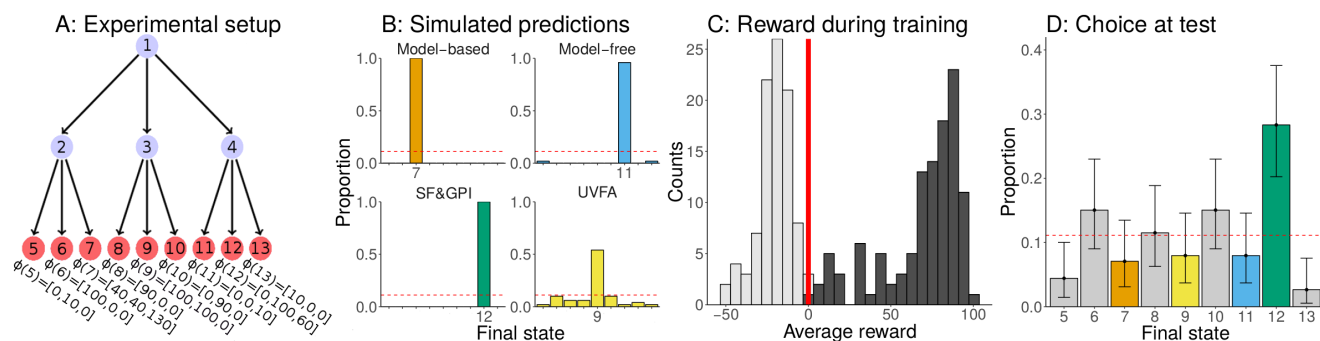 A: Experimental setup
1
2
3
4
5
6
7
8
9
10
11
12
13
ϕ(5)=[0,10,0]
ϕ(6)=[100,0,0]
ϕ(7)=[40,40,130]
ϕ(8)=[90,0,0]
ϕ(9)=[100,100,0]
ϕ(10)=[0,90,0]
ϕ(11)=[0,0,10]
ϕ(12)=[0,100,60]
ϕ(13)=[10,0,0]
B: Simulated predictions
Model-based
Model-free
1.0
0.5
0.0
7
1.0
0.5
0.0
11
SF&GPI
UVFA
1.0
0.5
0.0
12
1.0
0.5
0.0
9
Proportion
Final state
C: Reward during training
25
20
15
10
5
0
Counts
−50
0
50
100
Average reward
D: Choice at test
0.4
0.3
0.2
0.1
0.0
Proportion
5
6
7
8
9
10
11
12
13
Final state